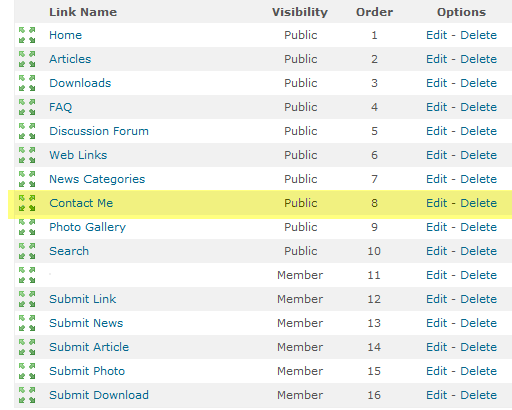 Link Name Visibility Order Options
Home Public 1 Edit - Delete
Articles Public 2 Edit - Delete
Downloads Public 3 Edit - Delete
FAQ Public 4 Edit - Delete
Discussion Forum Public 5 Edit - Delete
Web Links Public 6 Edit - Delete
News Categories Public 7 Edit - Delete
Contact Me Public 8 Edit - Delete
Photo Gallery Public 9 Edit - Delete
Search Public 10 Edit - Delete
Member 11 Edit - Delete
Submit Link Member 12 Edit - Delete
Submit News Member 13 Edit - Delete
Submit Article Member 14 Edit - Delete
Submit Photo Member 15 Edit - Delete
Submit Download Member 16 Edit - Delete